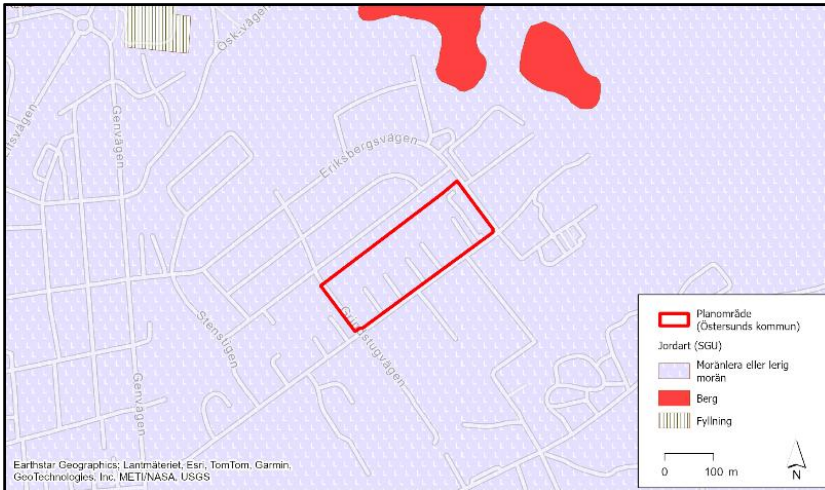 Ösk-vägen
Genvägen
Eriksbergsvägen
Stenstigen
Genvägen
Planområde
(Östersunds kommun)
Jordart (SGU)
Moränlera eller lerig
morän
Berg
Fyllning
0 100 m
N
Earthstar Geographics; Lantmäteriet, Esri, TomTom, Garmin,
GeoTechnologies, Inc, METI/NASA, USGS